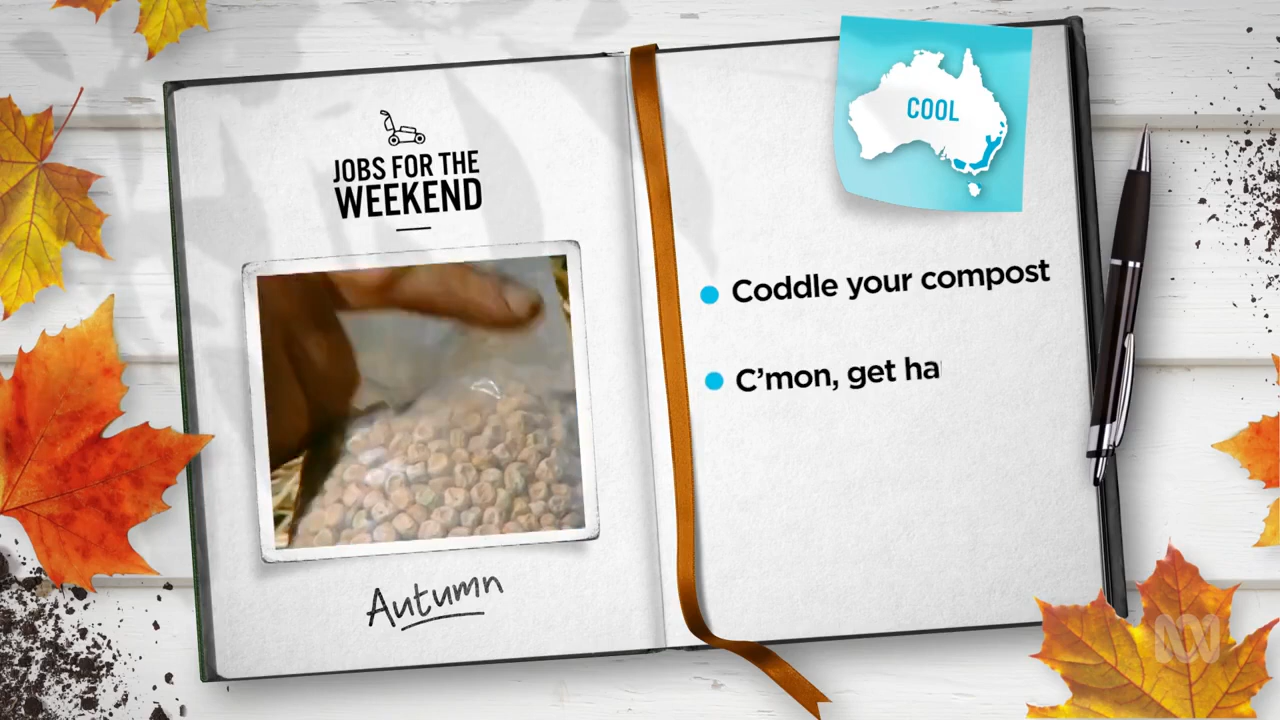 JOBS FOR THE
WEEKEND
Autumn
COOL
Coddle your compost
C’mon, get ha